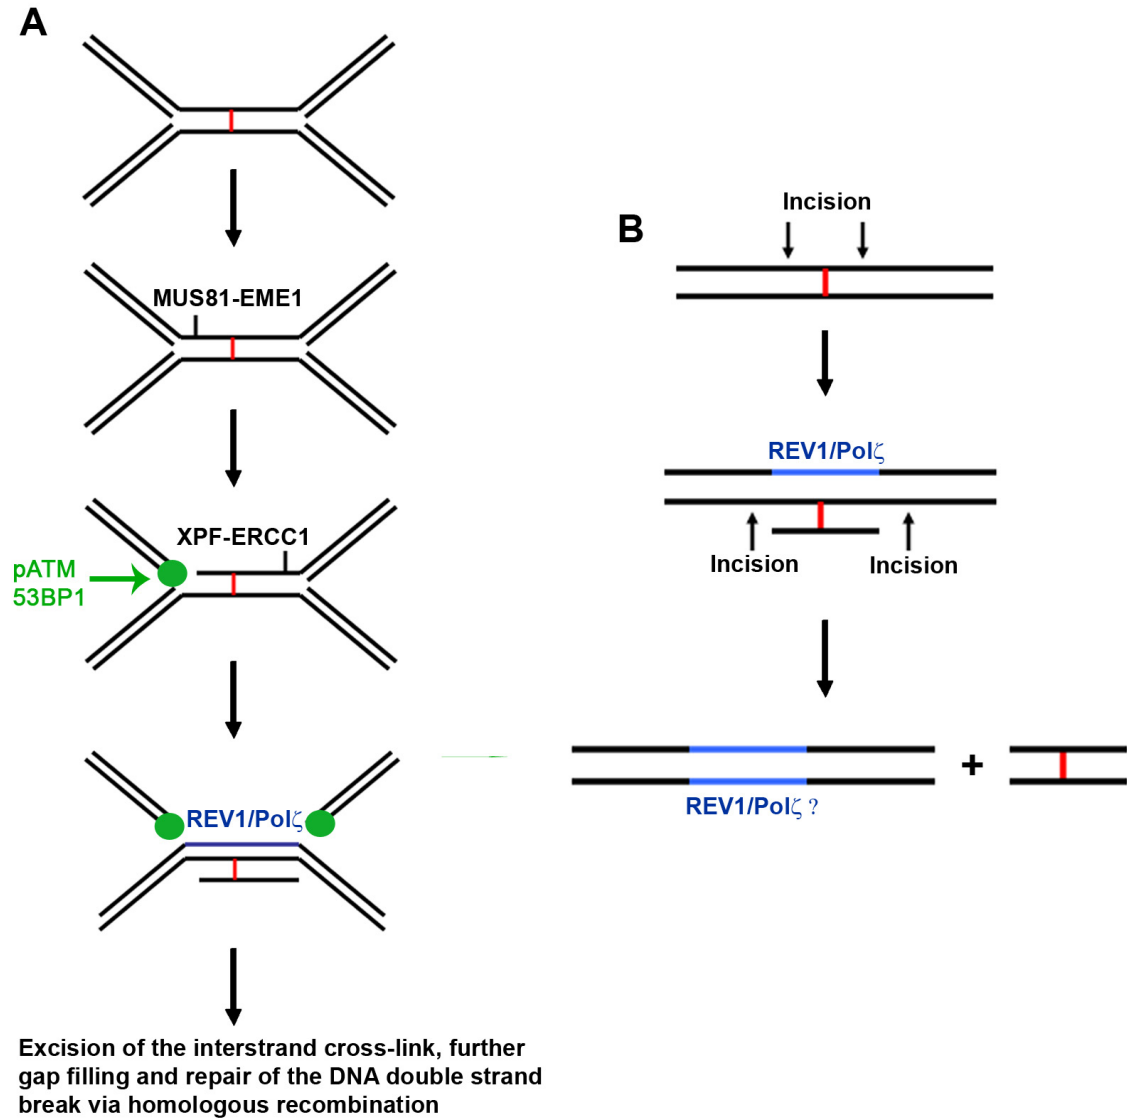 A
MUS81-EME1
XPF-ERCC1
pATM
53BP1
REV1/Polζ
Excision of the interstrand cross-link, further
gap filling and repair of the DNA double strand
break via homologous recombination
B
Incision
REV1/Polζ
Incision
Incision
+
REV1/Polζ ?